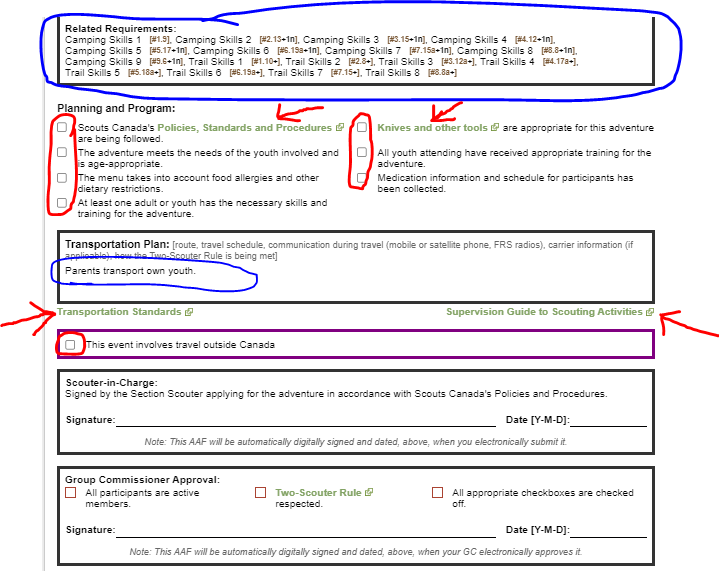 Related Requirements:
Camping Skills 1 [#1.9], Camping Skills 2 [#2.13+1n], Camping Skills 3 [#3.15+1n], Camping Skills 4 [#4.12+1n],
Camping Skills 5 [#5.17+1n], Camping Skills 6 [#6.19a+1n], Camping Skills 7 [#7.15a+1n], Camping Skills 8 [#8.8+1n],
Camping Skills 9 [#9.6+1n], Trail Skills 1 [#1.10+], Trail Skills 2 [#2.8+], Trail Skills 3 [#3.12a+], Trail Skills 4 [#4.17a+],
Trail Skills 5 [#5.18a+], Trail Skills 6 [#6.19a+], Trail Skills 7 [#7.15+], Trail Skills 8 [#8.8a+]
Planning and Program:
Scouts Canada's Policies, Standards and Procedures
are being followed.
The adventure meets the needs of the youth involved and
is age-appropriate.
The menu takes into account food allergies and other
dietary restrictions.
At least one adult or youth has the necessary skills and
training for the adventure.
Knives and other tools are appropriate for this adventure
All youth attending have received appropriate training for the
adventure.
Medication information and schedule for participants has
been collected.
Transportation Plan: [route, travel schedule, communication during travel (mobile or satellite phone, FRS radios), carrier information (if
applicable), how the Two-Scouter Rule is being met]
Parents transport own youth.
Transportation Standards
Supervision Guide to Scouting Activities
This event involves travel outside Canada
Scouter-in-Charge:
Signed by the Section Scouter applying for the adventure in accordance with Scouts Canada's Policies and Procedures.
Signature: Date [Y-M-D]:
Note: This AAF will be automatically digitally signed and dated, above, when you electronically submit it.
Group Commissioner Approval:
All participants are active
members.
Two-Scouter Rule
respected.
All appropriate checkboxes are checked
off.
Signature: Date [Y-M-D]:
Note: This AAF will be automatically digitally signed and dated, above, when your GC electronically approves it.